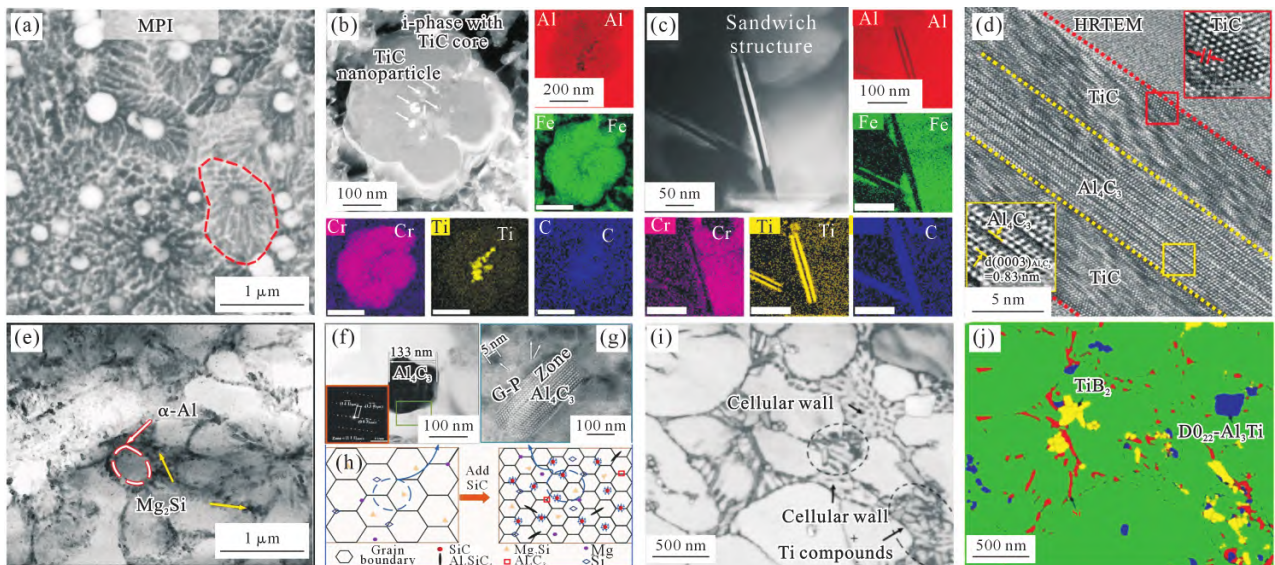 (a)
MPI
1 μm
(b)
i-phase with
TiC core
TiC
nanoparticle
100 nm
Al
Al
200 nm
Fe
Fe
Cr
Cr
Ti
Ti
C
C
(c)
Sandwich
structure
50 nm
Al
Al
100 nm
Fe
Fe
Cr
Cr
Ti
Ti
C
(d)
HRTEM
TiC
TiC
Al₄C₃
Al₄C₃
d(0003)
=0.83 nm
TiC
5 nm
(e)
α-Al
Mg₂Si
1 μm
(f)
133 nm
Al₄C₃
100 nm
(g)
5 nm
G-P Zone
Al₄C₃
100 nm
(h)
Add
SiC
Grain
boundary
SiC
Mg
Si
(i)
Cellular wall
Cellular wall
+
Ti compounds
500 nm
(j)
TiB₂
D0₂₂-Al₃Ti
500 nm